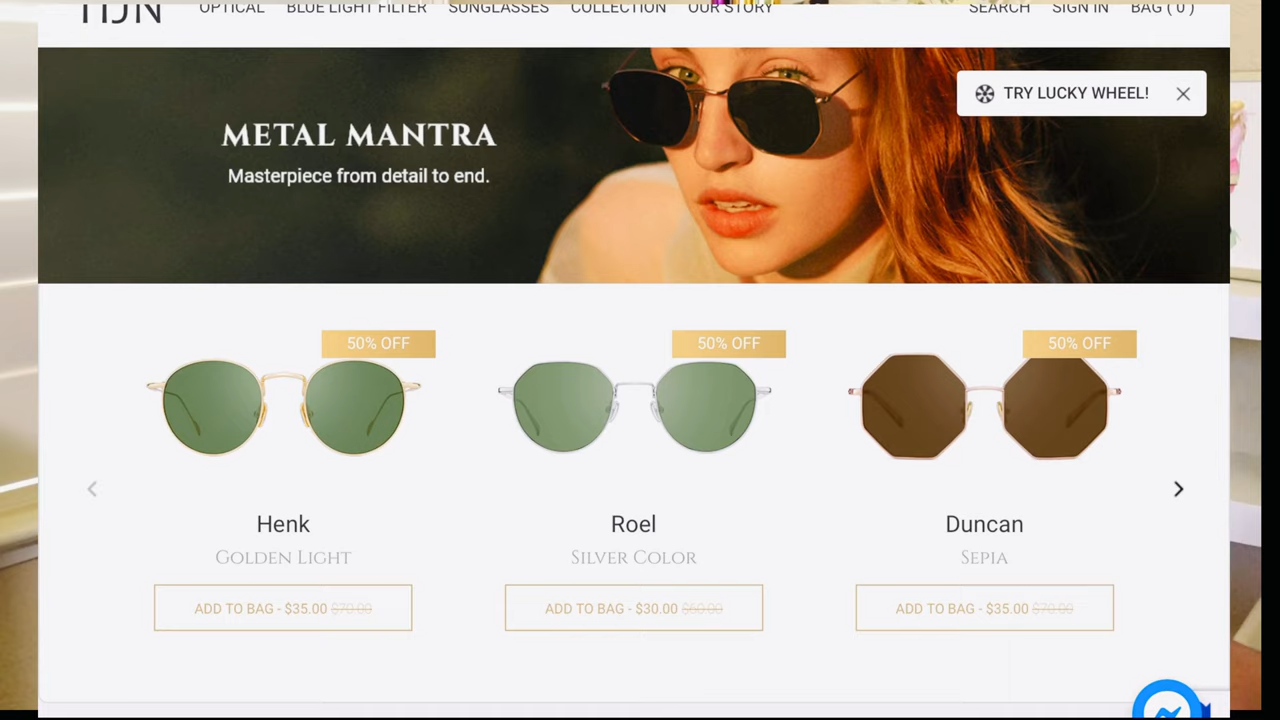 TIJN
OPTICAL BLUE LIGHT FILTER SUNGLASSES COLLECTION OUR STORY SEARCH SIGN IN BAG ( 0 )
TRY LUCKY WHEEL!
METAL MANTRA
Masterpiece from detail to end.
50% OFF 50% OFF 50% OFF
Henk Roel Duncan
GOLDEN LIGHT SILVER COLOR SEPIA
ADD TO BAG - $35.00 $70.00 ADD TO BAG - $30.00 $60.00 ADD TO BAG - $35.00 $70.00